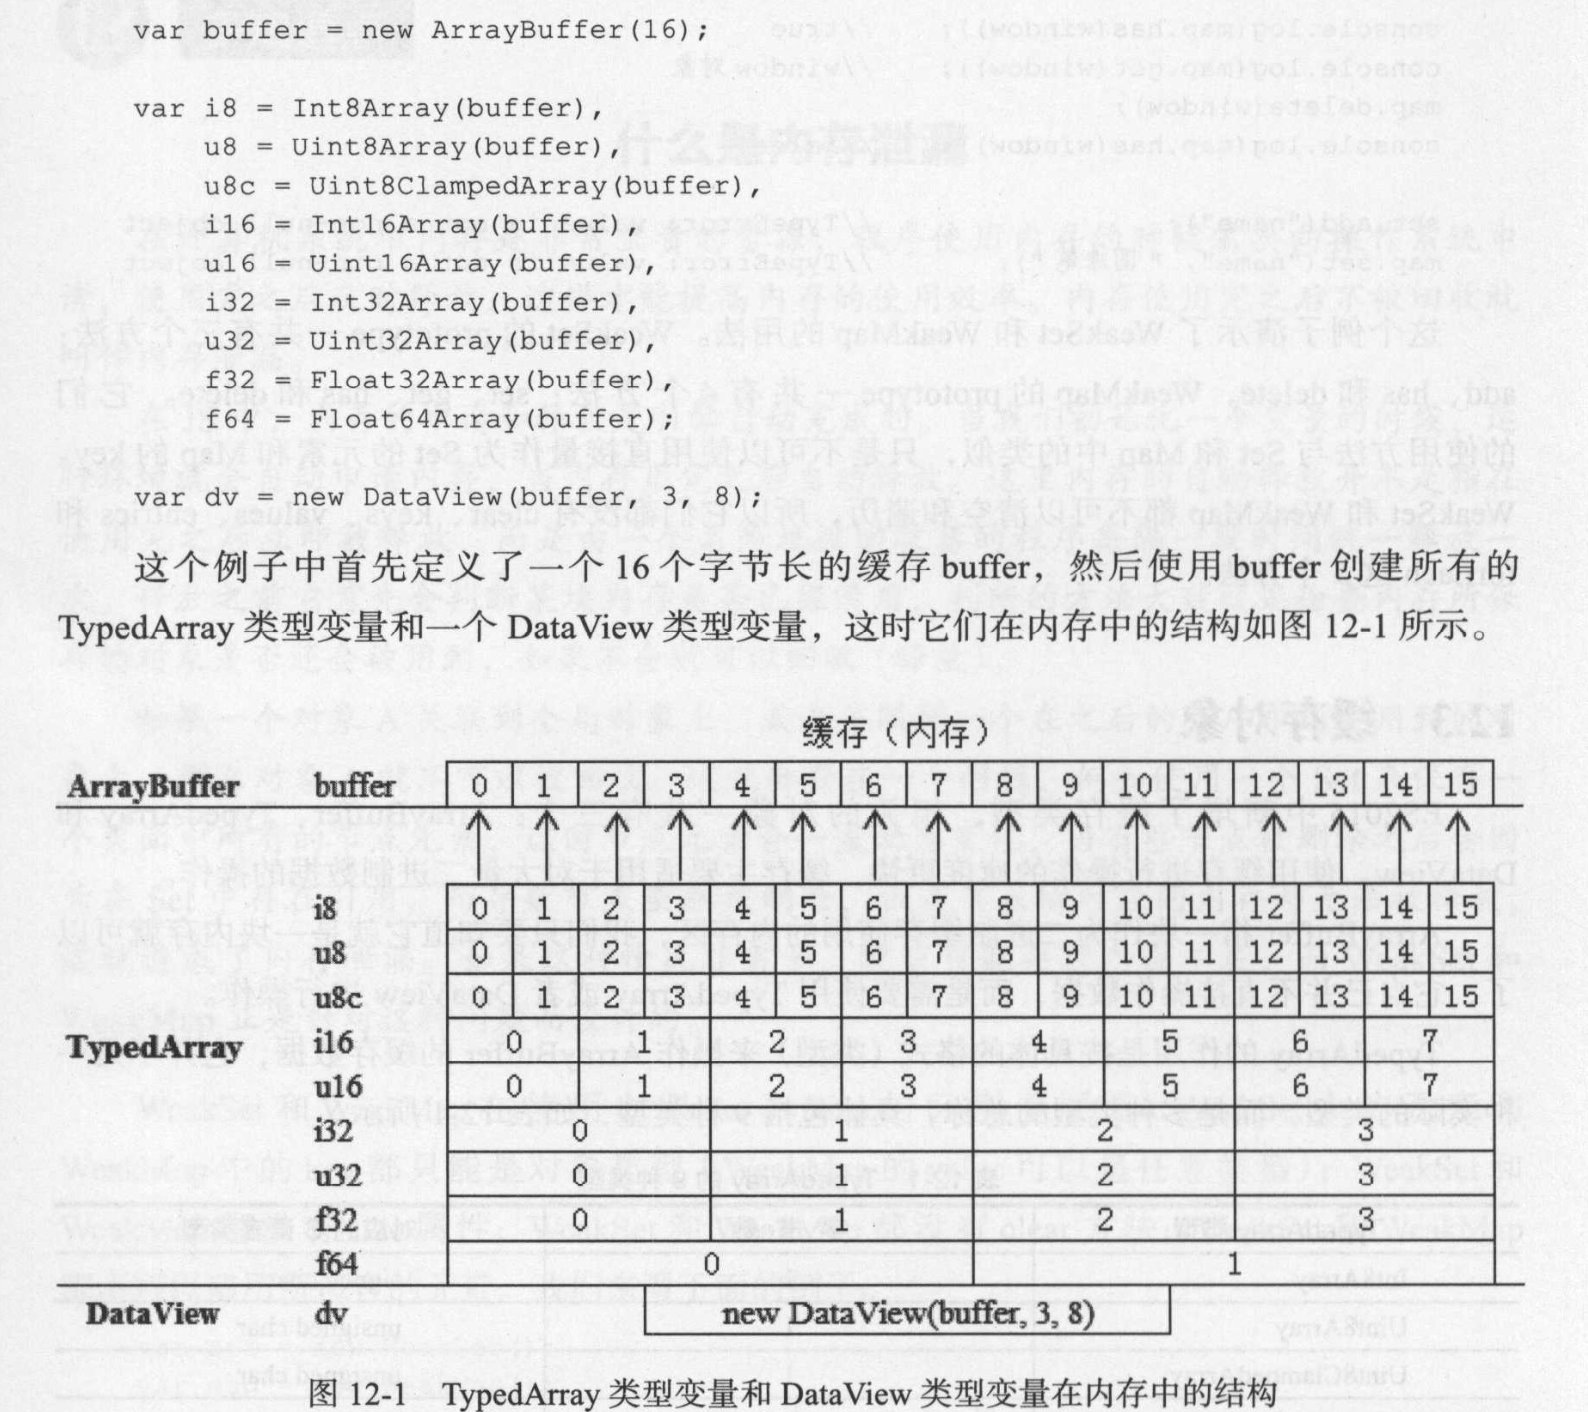 var buffer = new ArrayBuffer(16);
var i8 = Int8Array(buffer),
u8 = Uint8Array(buffer),
u8c = Uint8ClampedArray(buffer),
i16 = Int16Array(buffer),
u16 = Uint16Array(buffer),
i32 = Int32Array(buffer),
u32 = Uint32Array(buffer),
f32 = Float32Array(buffer),
f64 = Float64Array(buffer);
var dv = new DataView(buffer, 3, 8);
这个例子中首先定义了一个 16 个字节长的缓存 buffer，然后使用 buffer 创建所有的
TypedArray 类型变量和一个 DataView 类型变量，这时它们在内存中的结构如图 12-1 所示。
缓存（内存）
ArrayBuffer buffer 0 1 2 3 4 5 6 7 8 9 10 11 12 13 14 15
i8 0 1 2 3 4 5 6 7 8 9 10 11 12 13 14 15
u8 0 1 2 3 4 5 6 7 8 9 10 11 12 13 14 15
u8c 0 1 2 3 4 5 6 7 8 9 10 11 12 13 14 15
TypedArray i16 0 1 2 3 4 5 6 7
u16 0 1 2 3 4 5 6 7
i32 0 1 2 3
u32 0 1 2 3
f32 0 1 2 3
f64 0 1
DataView dv new DataView(buffer, 3, 8)
图 12-1 TypedArray 类型变量和 DataView 类型变量在内存中的结构